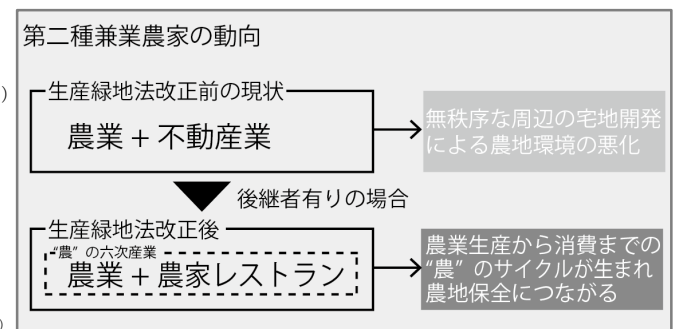 第二種兼業農家の動向
)
生産緑地法改正前の現状
農業 + 不動産業
無秩序な周辺の宅地開発
による農地環境の悪化
後継者有りの場合
生産緑地法改正後
“農”の六次産業
農業 + 農家レストラン
農業生産から消費までの
“農”のサイクルが生まれ
農地保全につながる
)